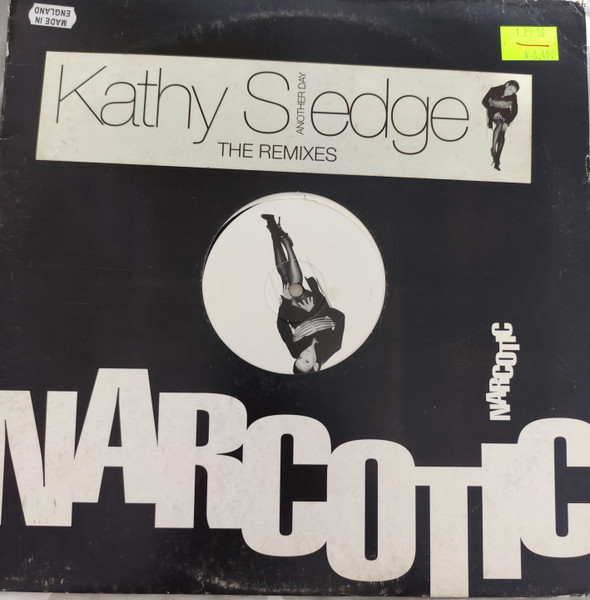 MADE IN
ENGLAND
Kathy Sledge
ANOTHER DAY
THE REMIXES
NARCOTIC
NARCOTIC